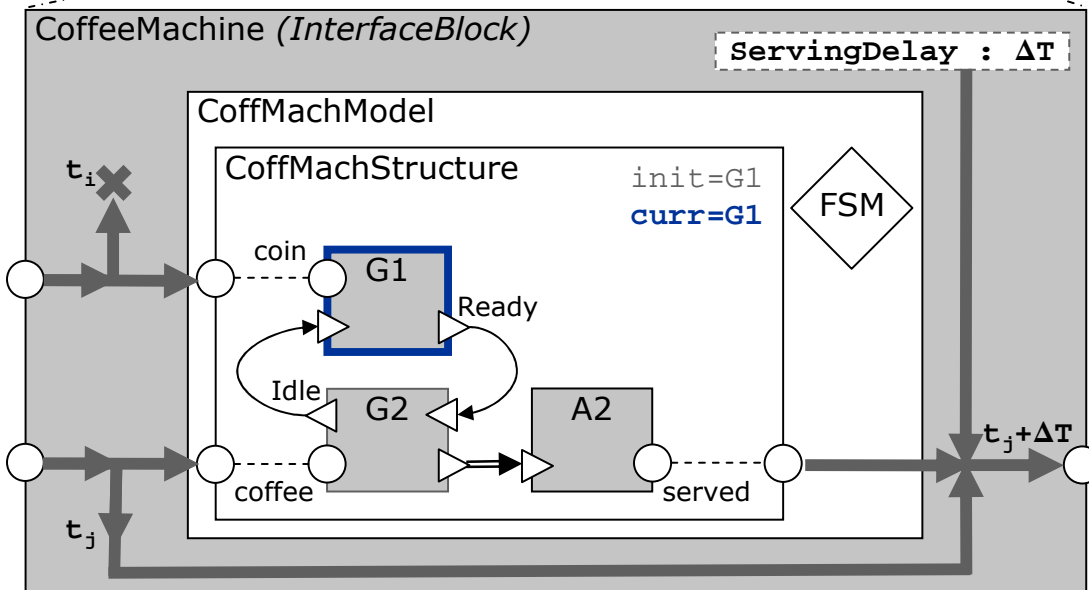 CoffeeMachine (InterfaceBlock)
ServingDelay : ΔT
CoffMachModel
CoffMachStructure
init=G1
curr=G1
FSM
tᵢ
coin
G1
Ready
Idle
G2
A2
coffee
served
tⱼ+ΔT
tⱼ